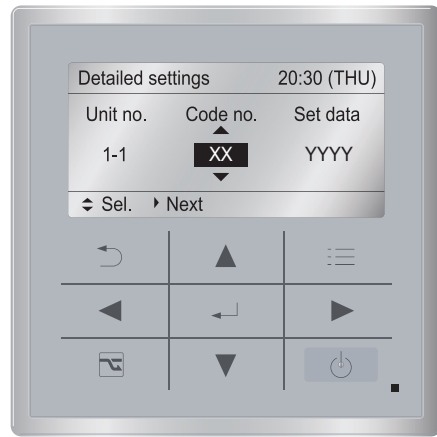 Detailed settings 20:30 (THU)
Unit no. Code no. Set data
1-1 XX YYYY
Sel. Next